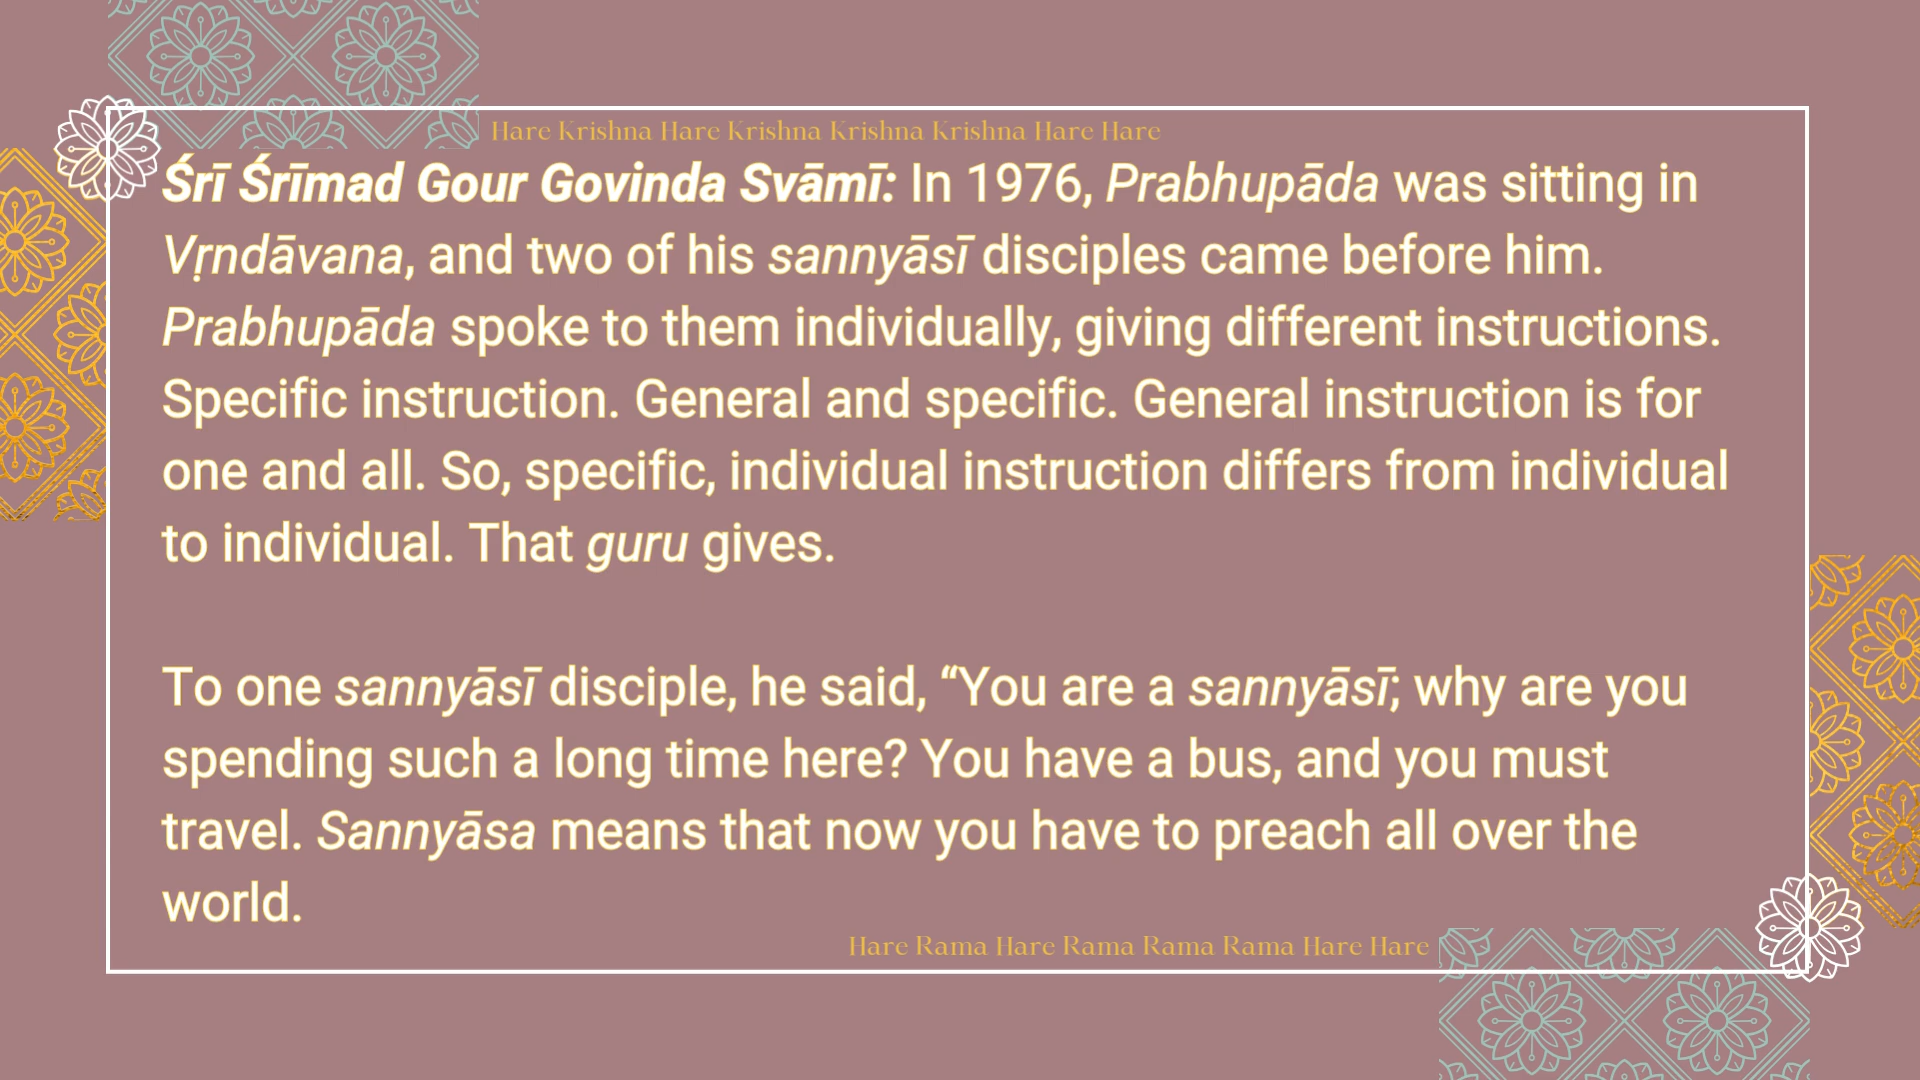 Hare Krishna Hare Krishna Krishna Krishna Hare Hare
Śrī Śrīmad Gour Govinda Svāmī: In 1976, Prabhupāda was sitting in
Vṛndāvana, and two of his sannyāsī disciples came before him.
Prabhupāda spoke to them individually, giving different instructions.
Specific instruction. General and specific. General instruction is for
one and all. So, specific, individual instruction differs from individual
to individual. That guru gives.
To one sannyāsī disciple, he said, “You are a sannyāsī; why are you
spending such a long time here? You have a bus, and you must
travel. Sannyāsa means that now you have to preach all over the
world.
Hare Rama Hare Rama Rama Rama Hare Hare